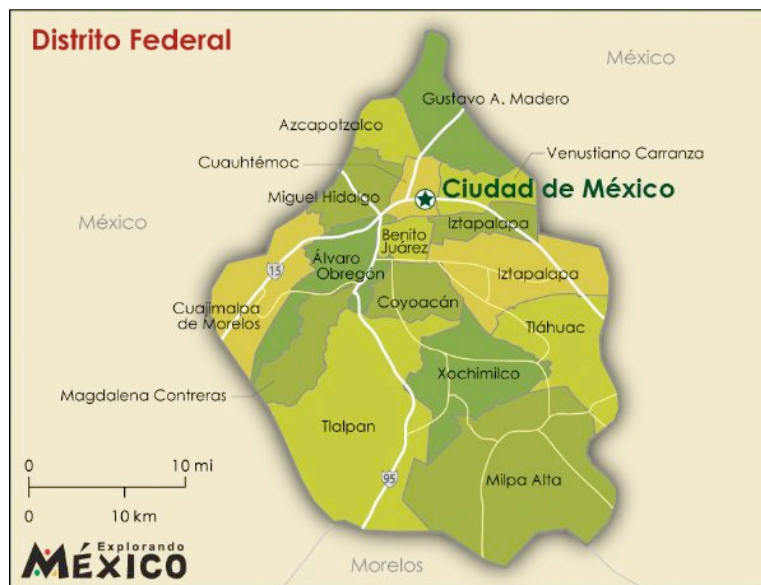 Distrito Federal
México
Gustavo A. Madero
Azcapotzalco
Cuauhtémoc
Venustiano Carranza
Ciudad de México
Miguel Hidalgo
México
Iztapalapa
Benito
Juárez
Álvaro
Obregón
15
Iztapalapa
Cuajimalpa
de Morelos
Coyoacán
Tláhuac
Xochimilco
Magdalena Contreras
Tlalpan
95
Milpa Alta
0 10 mi
0 10 km
Explorando
MÉXICO
Morelos